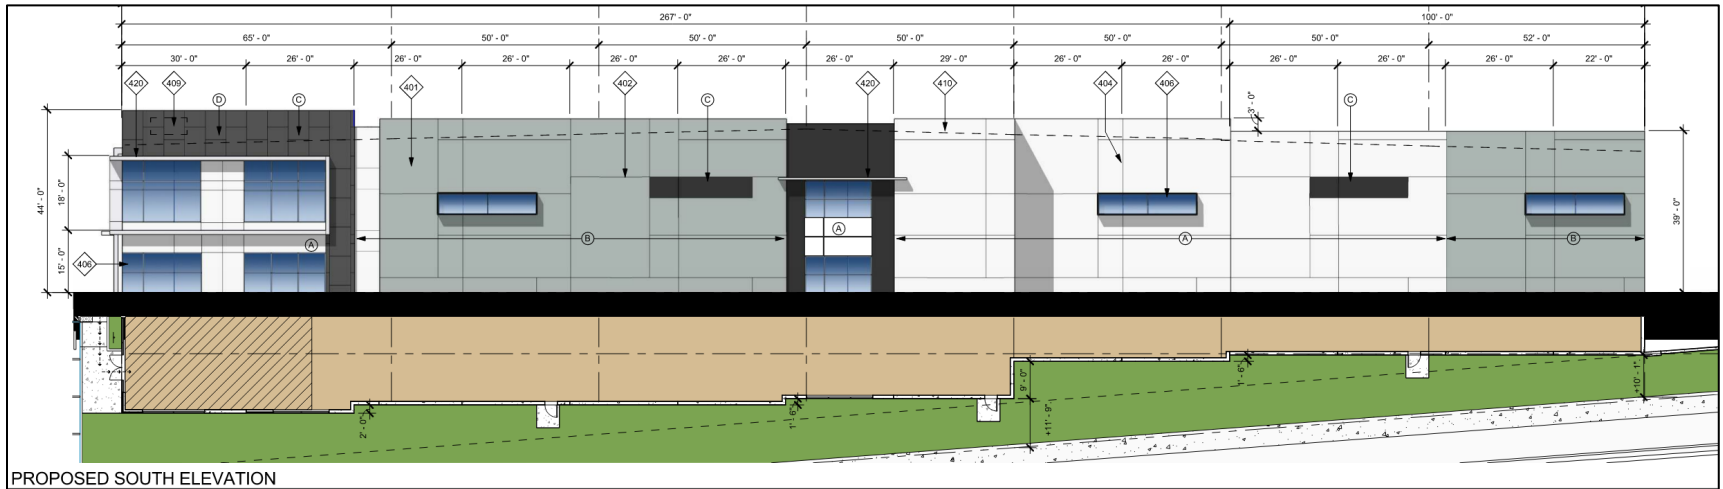 267' - 0" 100' - 0"
65' - 0" 50' - 0" 50' - 0" 50' - 0" 50' - 0" 50' - 0" 52' - 0"
30' - 0" 26' - 0" 26' - 0" 26' - 0" 26' - 0" 26' - 0" 26' - 0" 29' - 0" 26' - 0" 26' - 0" 26' - 0" 26' - 0" 26' - 0" 22' - 0"
420 409 401 402 420 410 404 406
D C C C
3' - 0"
44' - 0"
18' - 0"
15' - 0"
39' - 0"
A B A A B
406
2' - 0"
1' - 6"
9' - 0"
+11' - 9"
1' - 6"
+10' - 1"
PROPOSED SOUTH ELEVATION